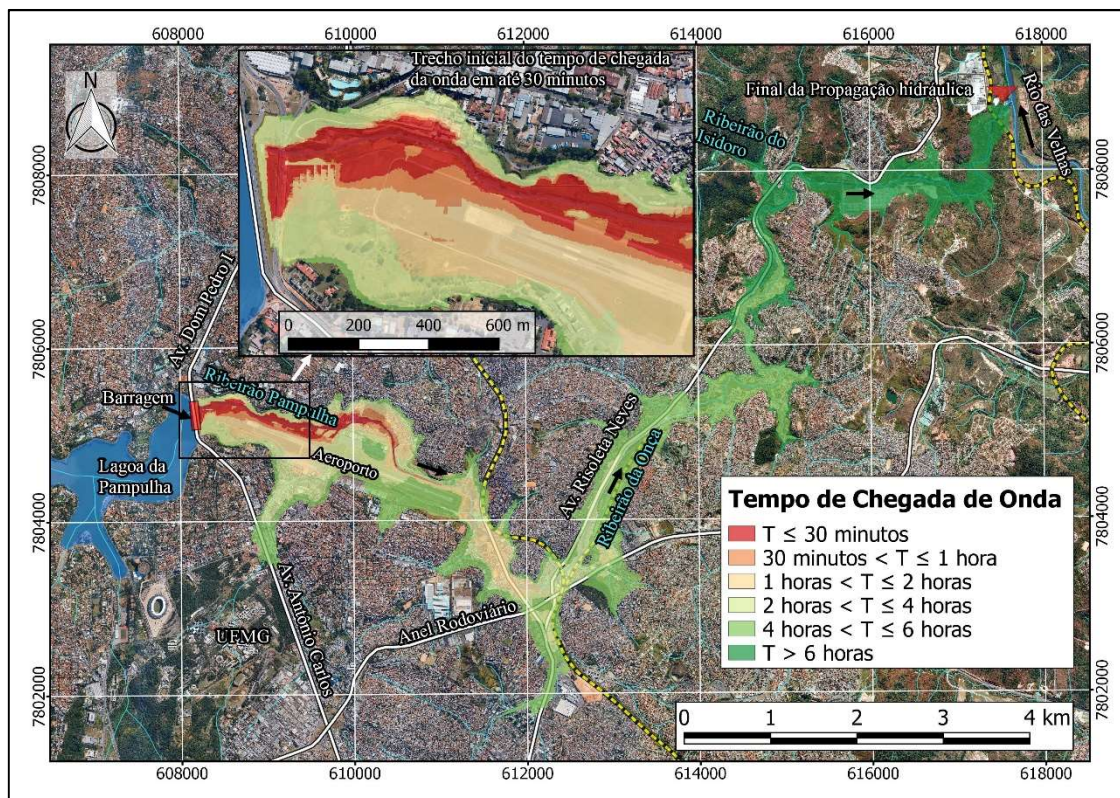 608000
610000
612000
614000
616000
618000
N
Trecho inicial do tempo de chegada
da onda em até 30 minutos
0 200 400 600 m
Final da Propagação hidráulica
Rio das Velhas
Ribeirão do
Isidoro
7808000
7808000
7806000
7806000
7804000
7804000
7802000
7802000
Av. Dom Pedro I
Barragem
Ribeirão Pampulha
Aeroporto
Lagoa da
Pampulha
Av. Risoleta Neves
Ribeirão da Onca
Av. Antônio Carlos
UFMG
Anel Rodoviário
Tempo de Chegada de Onda
T ≤ 30 minutos
30 minutos < T ≤ 1 hora
1 horas < T ≤ 2 horas
2 horas < T ≤ 4 horas
4 horas < T ≤ 6 horas
T > 6 horas
0 1 2 3 4 km
608000
610000
612000
614000
616000
618000